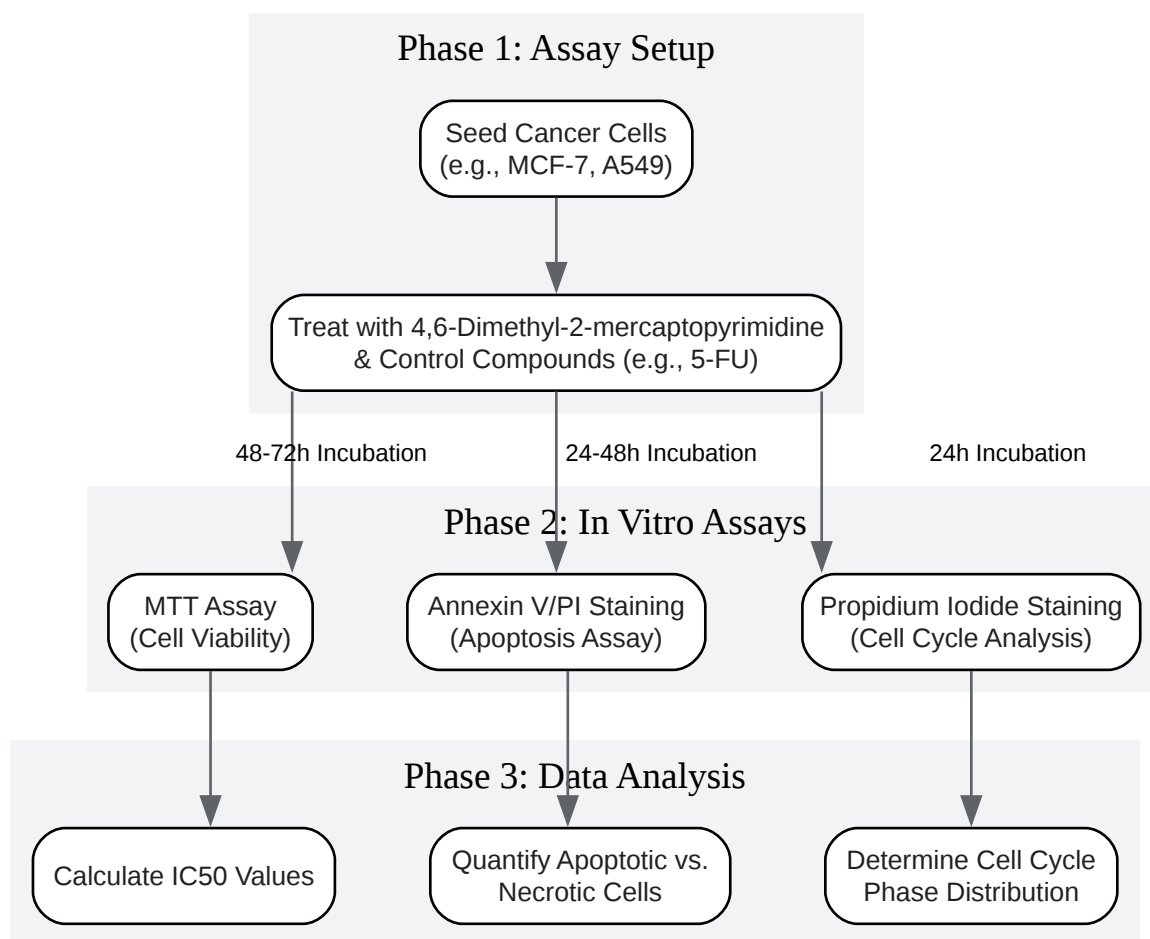 Phase 1: Assay Setup
Seed Cancer Cells
(e.g., MCF-7, A549)
Treat with 4,6-Dimethyl-2-mercaptopyrimidine
& Control Compounds (e.g., 5-FU)
48-72h Incubation
24-48h Incubation
24h Incubation
Phase 2: In Vitro Assays
MTT Assay
(Cell Viability)
Annexin V/PI Staining
(Apoptosis Assay)
Propidium Iodide Staining
(Cell Cycle Analysis)
Phase 3: Data Analysis
Calculate IC50 Values
Quantify Apoptotic vs.
Necrotic Cells
Determine Cell Cycle
Phase Distribution